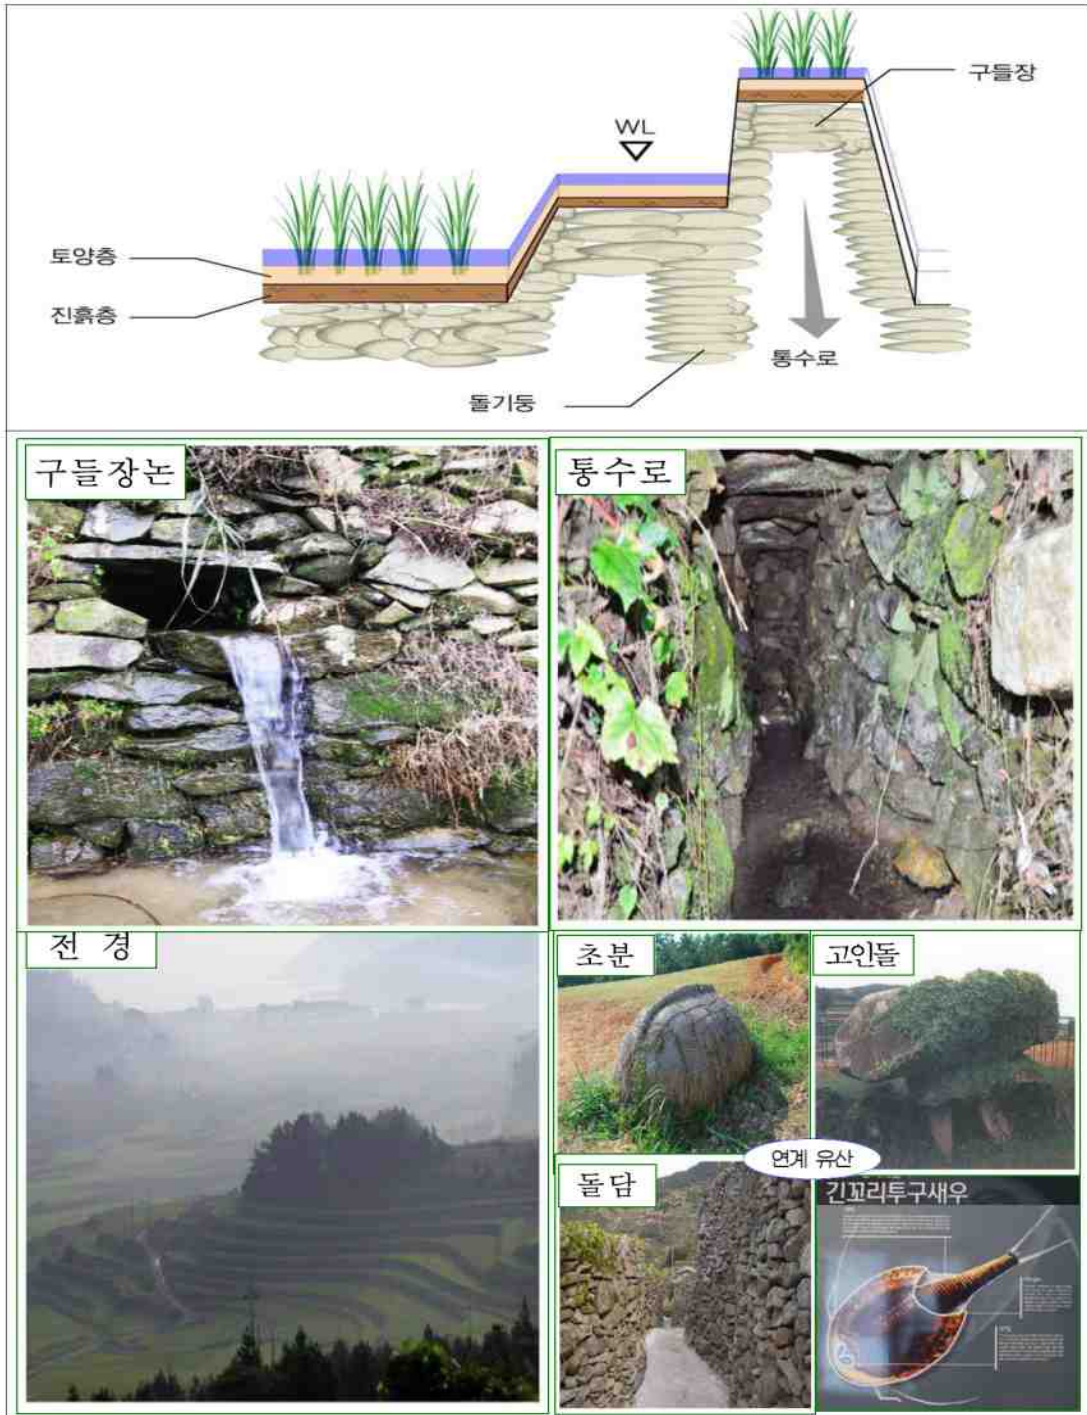 구들장
WL
토양층
진흙층
통수로
돌기둥
구들장논
통수로
전 경
초분
고인돌
연계 유산
돌담
긴꼬리투구새우